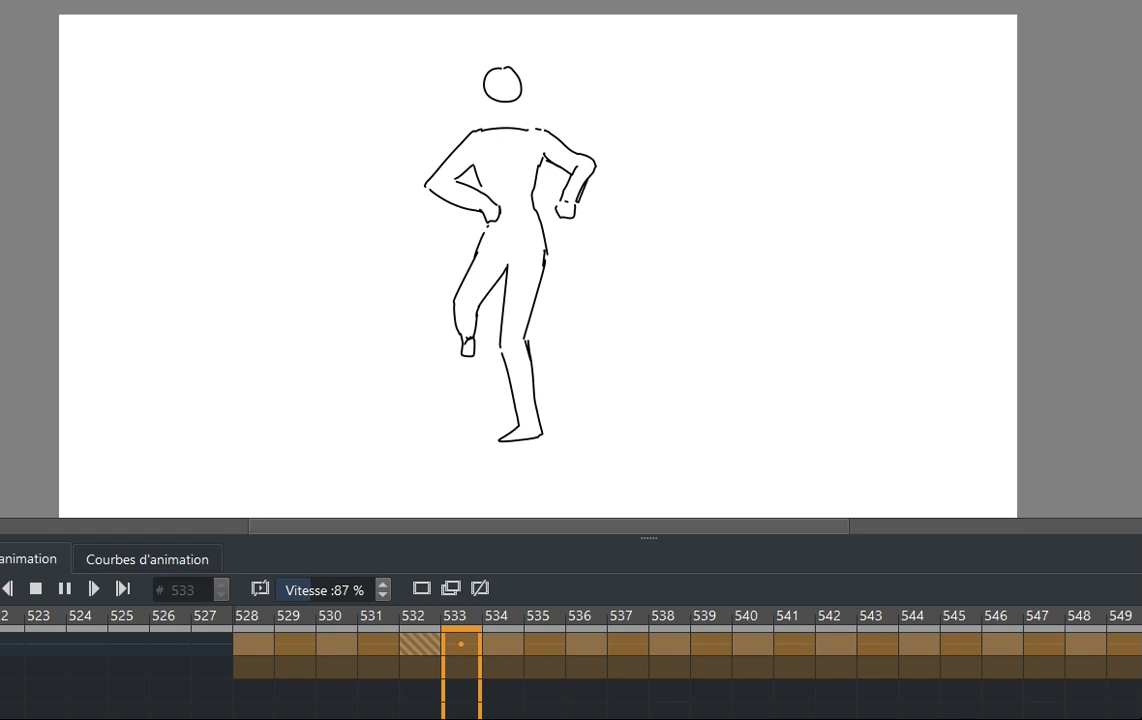 animation
Courbes d'animation
# 533
Vitesse :87 %
2 523 524 525 526 527 528 529 530 531 532 533 534 535 536 537 538 539 540 541 542 543 544 545 546 547 548 549